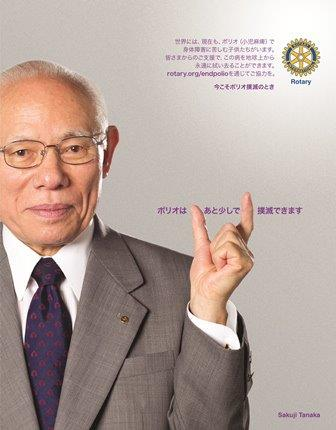 世界には、現在も、ポリオ(小児麻痺)で
身体障害に苦しむ子供たちがいます。
皆さまからのご支援で、この病を地球上から
永遠に拭い去ることができます。
rotary.org/endpolioを通じてご協力を。
今こそポリオ撲滅のとき
Rotary
ポリオは あと少しで 撲滅できます
Sakuji Tanaka